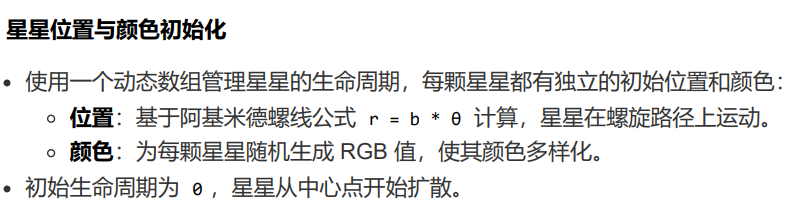 星星位置与颜色初始化
使用一个动态数组管理星星的生命周期，每颗星星都有独立的初始位置和颜色：
位置：基于阿基米德螺线公式 r = b * θ 计算，星星在螺旋路径上运动。
颜色：为每颗星星随机生成 RGB 值，使其颜色多样化。
初始生命周期为 0，星星从中心点开始扩散。